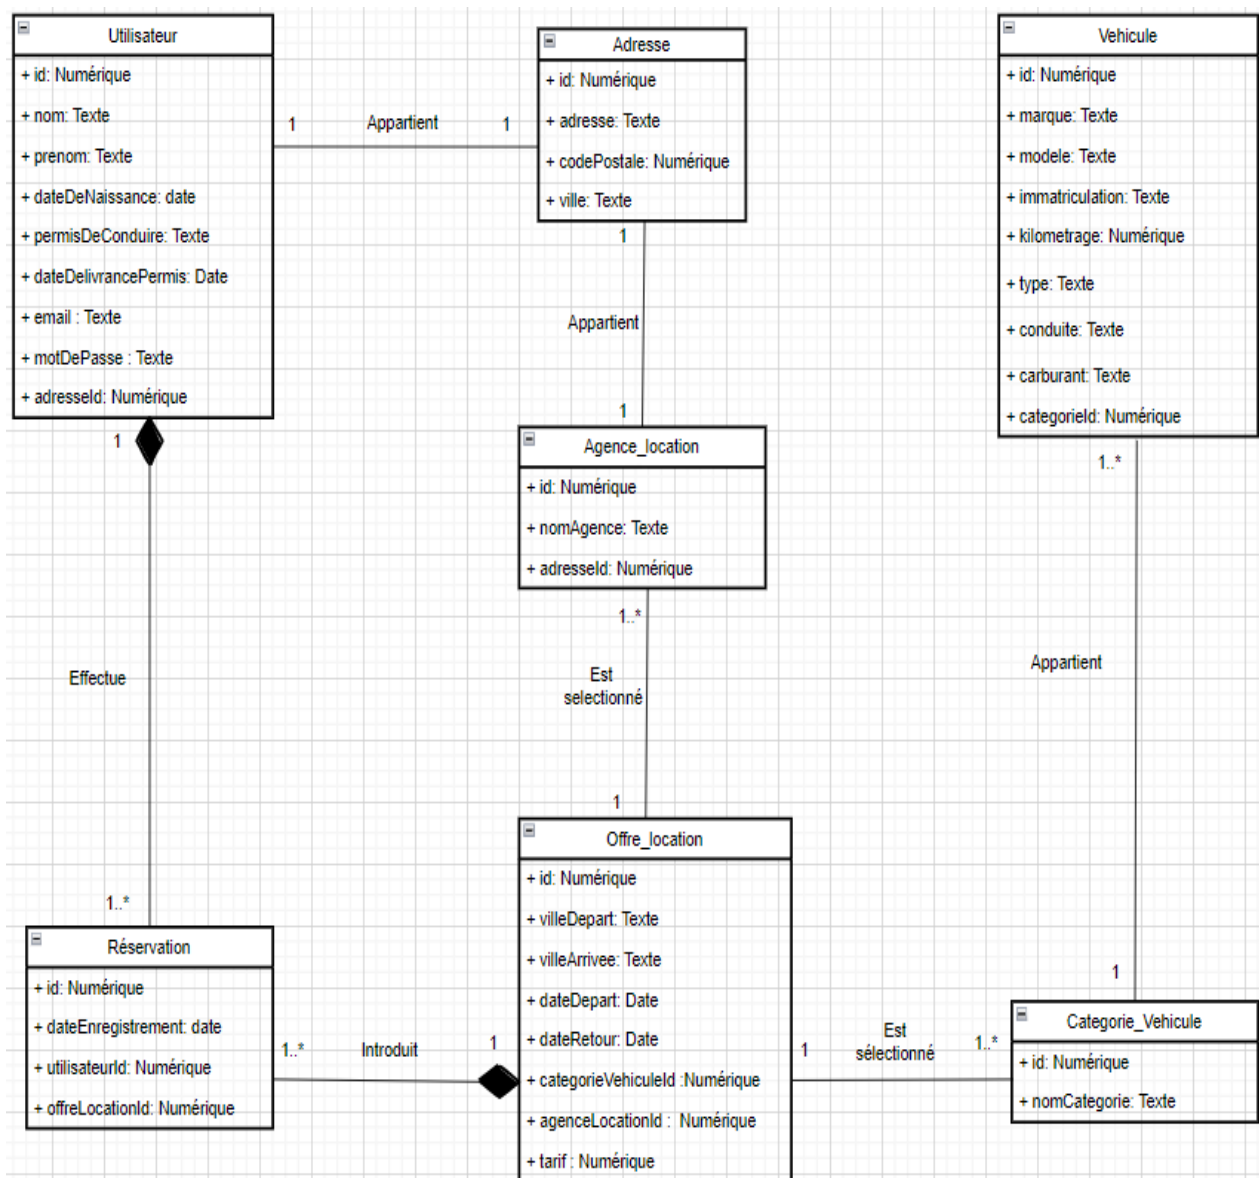 Utilisateur
+ id: Numérique
+ nom: Texte
+ prenom: Texte
+ dateDeNaissance: date
+ permisDeConduire: Texte
+ dateDelivrancePermis: Date
+ email : Texte
+ motDePasse : Texte
+ adresseId: Numérique
1
Appartient
1
Adresse
+ id: Numérique
+ adresse: Texte
+ codePostale: Numérique
+ ville: Texte
1
Appartient
1
Vehicule
+ id: Numérique
+ marque: Texte
+ modele: Texte
+ immatriculation: Texte
+ kilometrage: Numérique
+ type: Texte
+ conduite: Texte
+ carburant: Texte
+ categorieId: Numérique
1..*
Appartient
1
Agence_location
+ id: Numérique
+ nomAgence: Texte
+ adresseId: Numérique
1..*
Est
selectionné
1
1
Effectue
1..*
Réservation
+ id: Numérique
+ dateEnregistrement: date
+ utilisateurId: Numérique
+ offreLocationId: Numérique
1..*
Introduit
1
Offre_location
+ id: Numérique
+ villeDepart: Texte
+ villeArrivee: Texte
+ dateDepart: Date
+ dateRetour: Date
+ categorieVehiculeId :Numérique
+ agenceLocationId : Numérique
+ tarif : Numérique
1
Est
sélectionné
1..*
Categorie_Vehicule
+ id: Numérique
+ nomCategorie: Texte